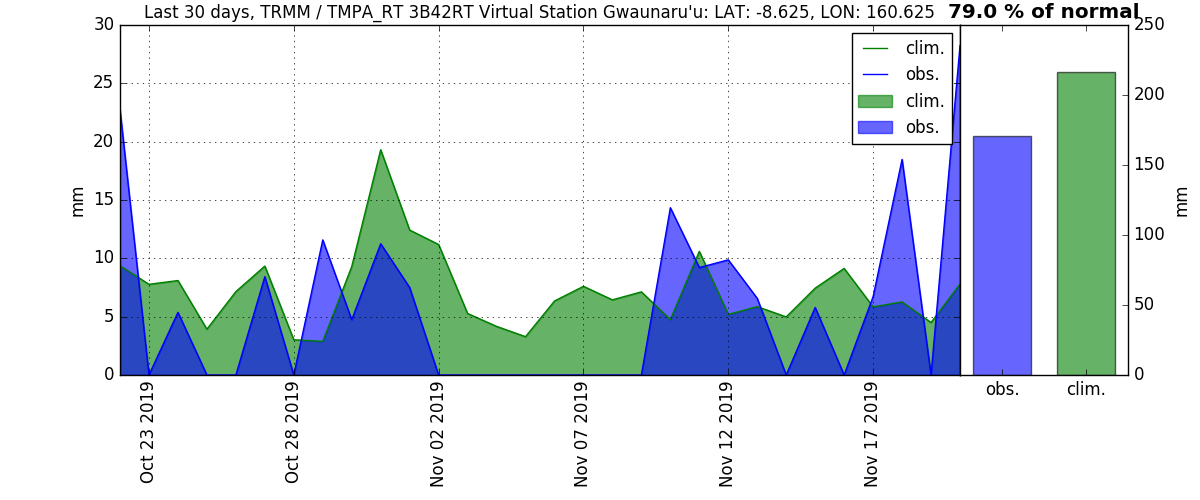 Last 30 days, TRMM / TMPA_RT 3B42RT Virtual Station Gwaunaru'u: LAT: -8.625, LON: 160.625 79.0 % of normal
30
25
20
15
10
5
0
mm
clim.
obs.
clim.
obs.
250
200
150
100
50
0
mm
Oct 23 2019
Oct 28 2019
Nov 02 2019
Nov 07 2019
Nov 12 2019
Nov 17 2019
obs.
clim.